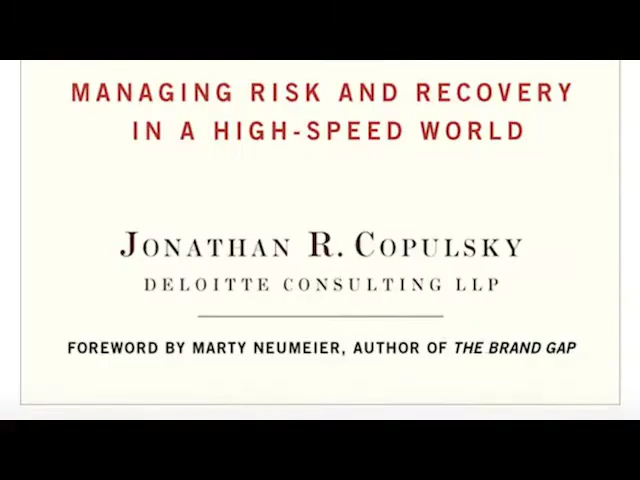 MANAGING RISK AND RECOVERY
IN A HIGH-SPEED WORLD
JONATHAN R. COPULSKY
DELOITTE CONSULTING LLP
FOREWORD BY MARTY NEUMEIER, AUTHOR OF THE BRAND GAP